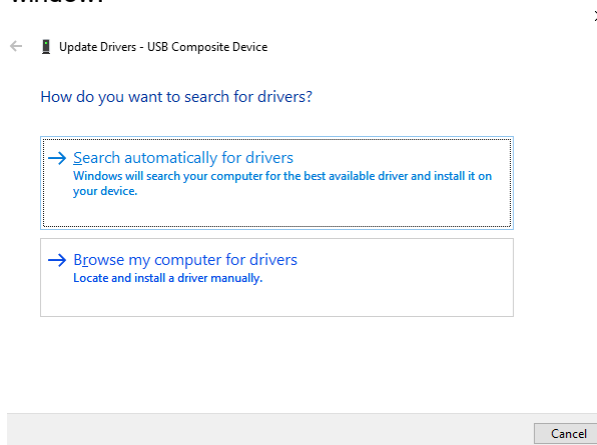 Update Drivers - USB Composite Device
How do you want to search for drivers?
Search automatically for drivers
Windows will search your computer for the best available driver and install it on
your device.
Browse my computer for drivers
Locate and install a driver manually.
Cancel